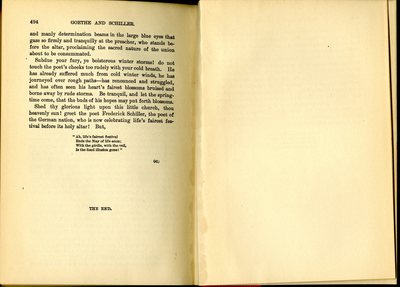 494 GOETHE AND SCHILLER.
and manly determination beams in the large blue eyes that
gaze so firmly and tranquilly at the preacher, who stands be-
fore the altar, proclaiming the sacred nature of the union
about to be consummated.
Subdue your fury, ye boisterous winter storms! do not
touch the poet's cheeks too rudely with your cold breath. He
has already suffered much from cold winter winds, he has
journeyed over rough paths—has renounced and struggled,
and has often seen his heart's fairest blossoms bruised and
borne away by rude storms. Be tranquil, and let the spring-
time come, that the buds of his hopes may put forth blossoms.
Shed thy glorious light upon this little church, thou
heavenly sun! greet the poet Frederick Schiller, the poet of
the German nation, who is now celebrating life's fairest fes-
tival before its holy altar! But,
"Ah, life's fairest festival
Ends the May of life soon;
With the girdle, with the veil,
Is the fond illusion gone!"
THE END.